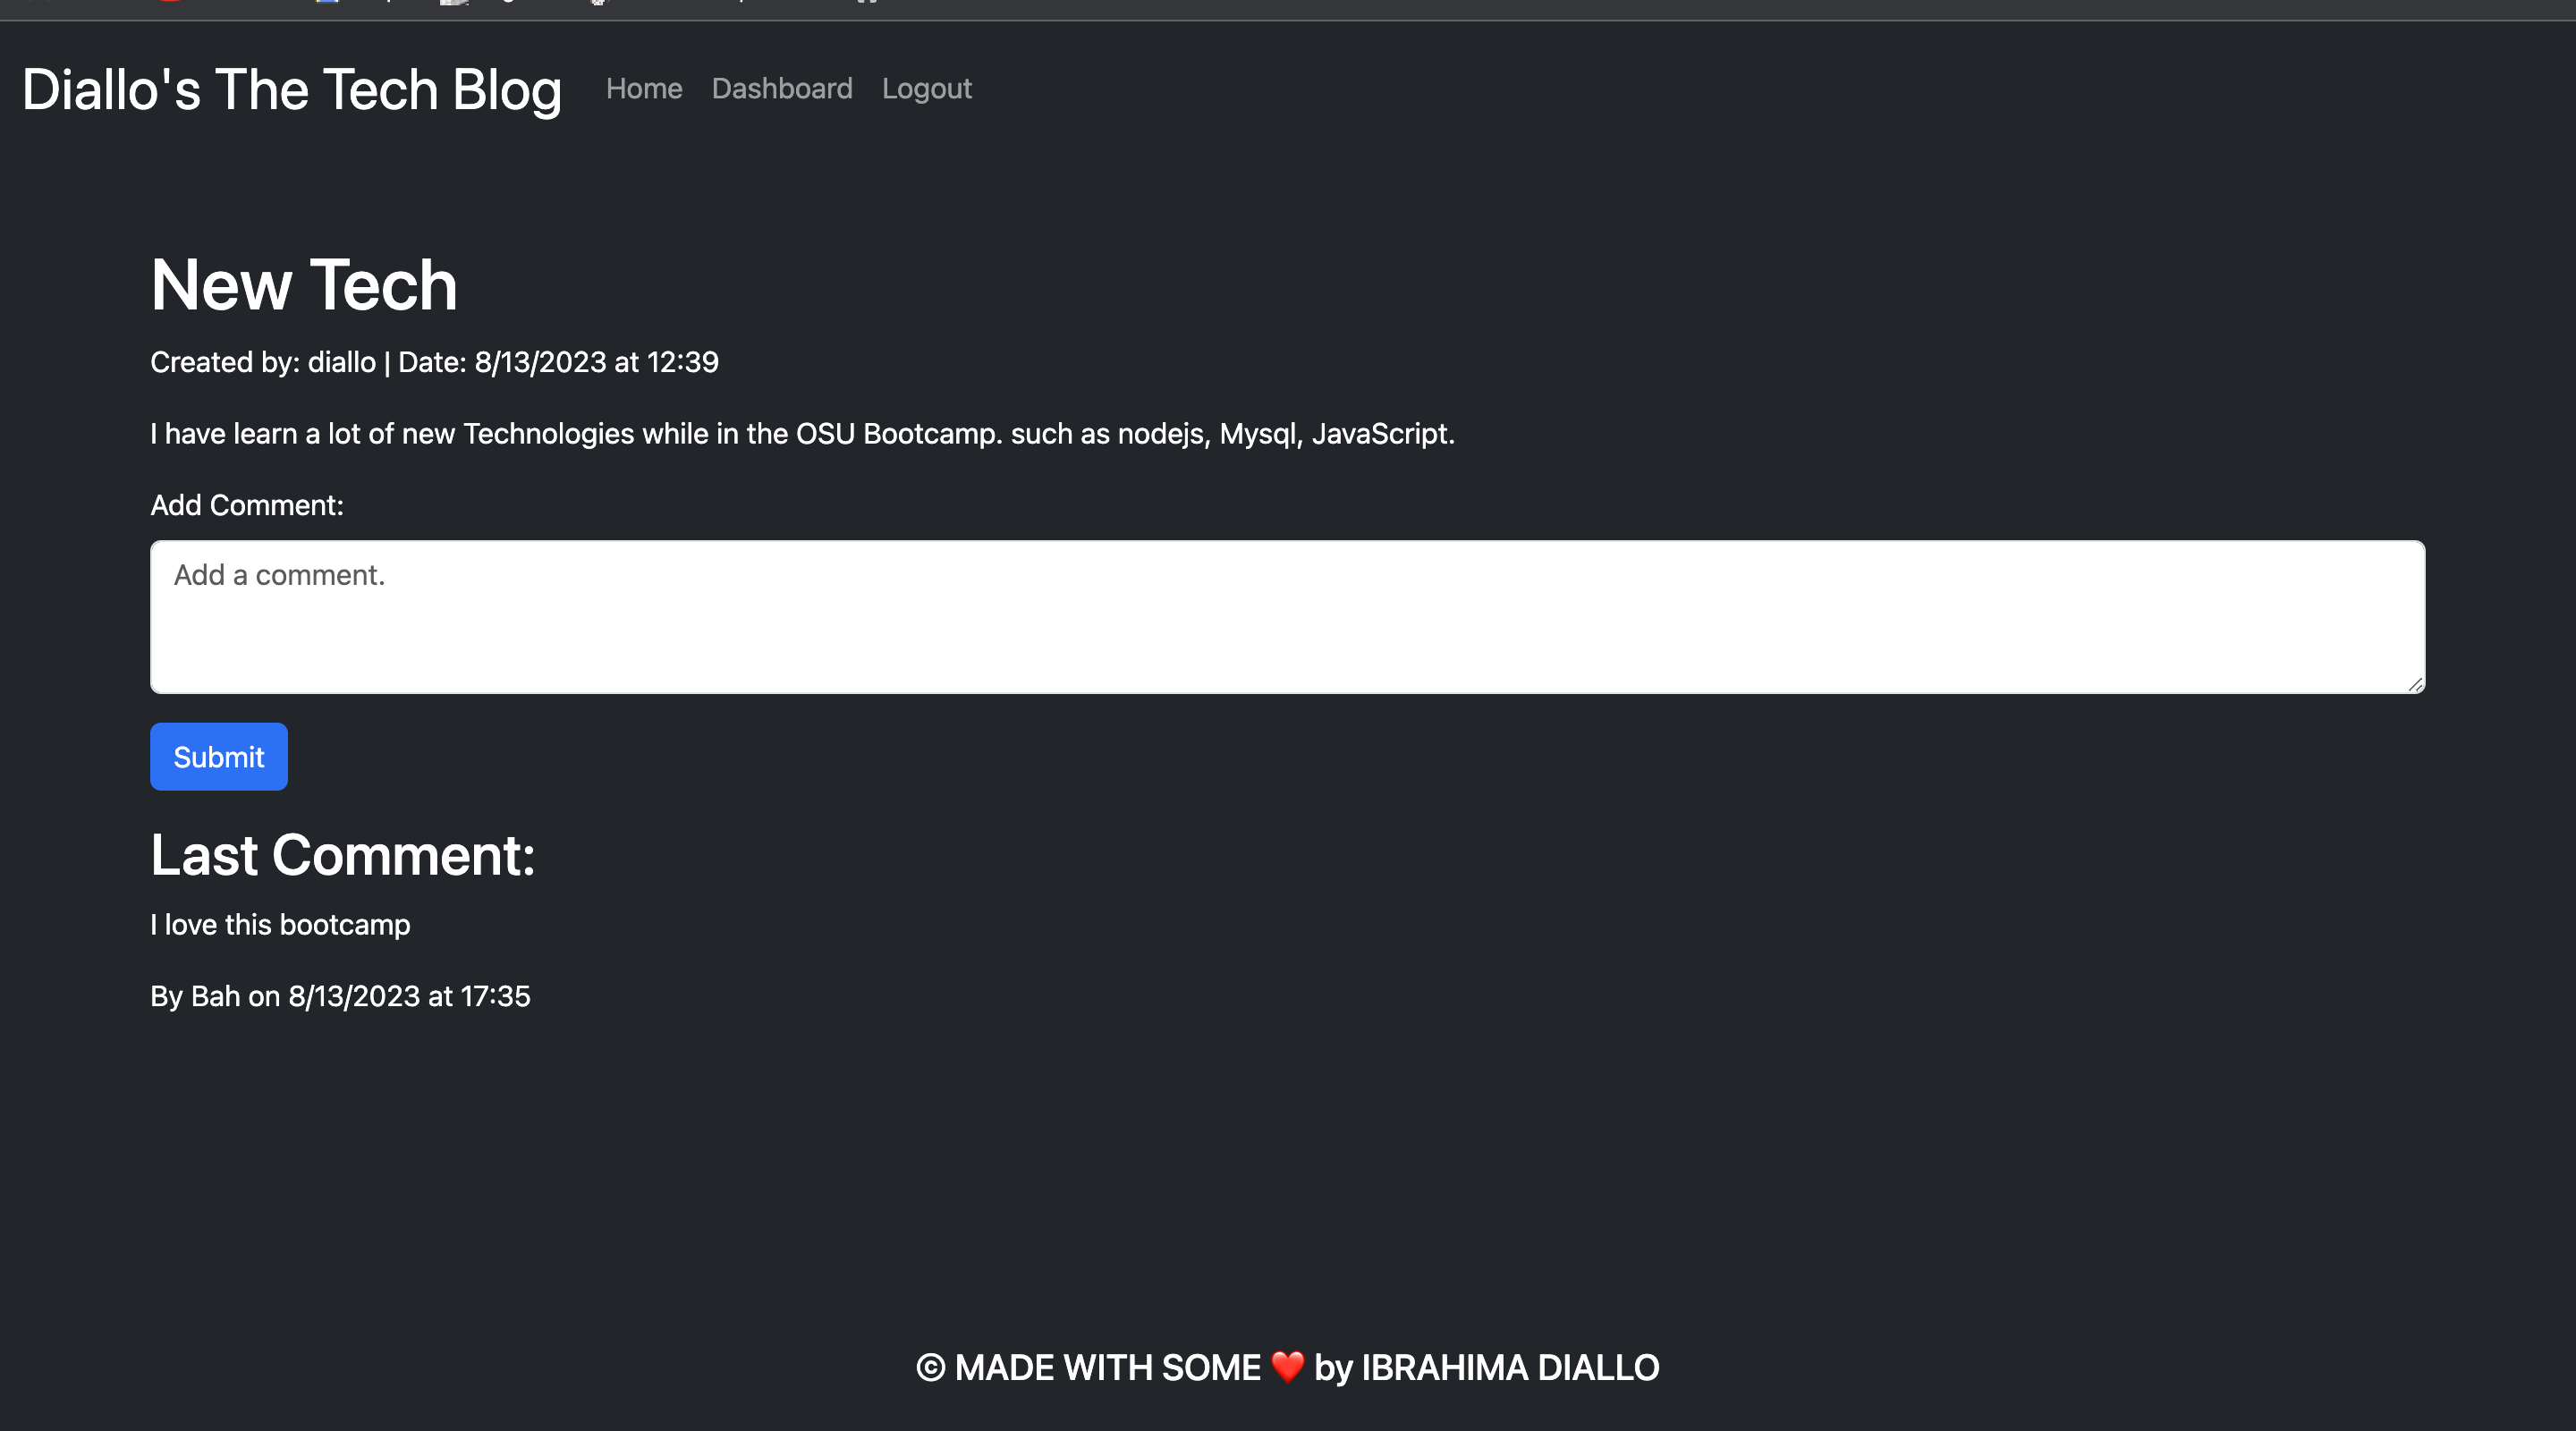 Diallo's The Tech Blog Home Dashboard Logout
New Tech
Created by: diallo | Date: 8/13/2023 at 12:39
I have learn a lot of new Technologies while in the OSU Bootcamp. such as nodejs, Mysql, JavaScript.
Add Comment:
Add a comment.
Submit
Last Comment:
I love this bootcamp
By Bah on 8/13/2023 at 17:35
© MADE WITH SOME ❤️ by IBRAHIMA DIALLO